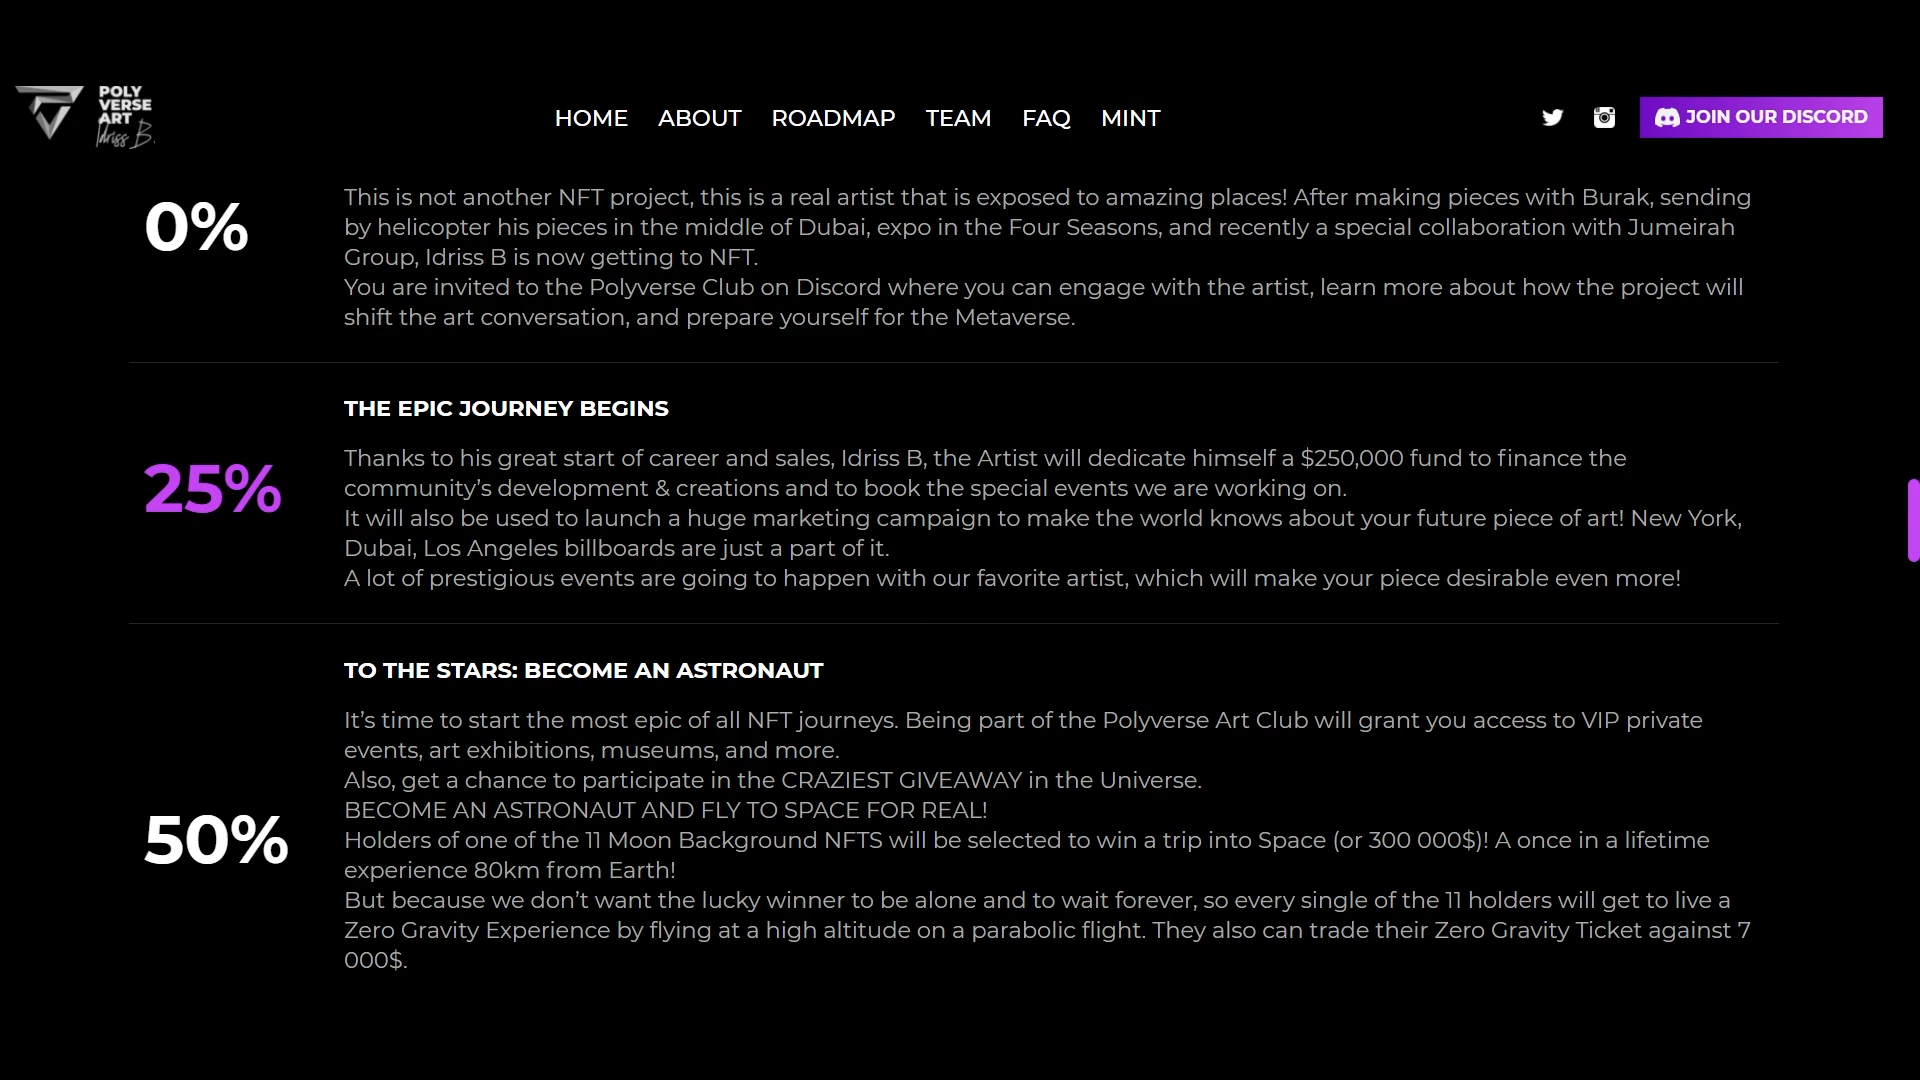 POLY
VERSE
ART
Idriss B.
HOME ABOUT ROADMAP TEAM FAQ MINT
JOIN OUR DISCORD
0%
This is not another NFT project, this is a real artist that is exposed to amazing places! After making pieces with Burak, sending
by helicopter his pieces in the middle of Dubai, expo in the Four Seasons, and recently a special collaboration with Jumeirah
Group, Idriss B is now getting to NFT.
You are invited to the Polyverse Club on Discord where you can engage with the artist, learn more about how the project will
shift the art conversation, and prepare yourself for the Metaverse.
THE EPIC JOURNEY BEGINS
25%
Thanks to his great start of career and sales, Idriss B, the Artist will dedicate himself a $250,000 fund to finance the
community’s development & creations and to book the special events we are working on.
It will also be used to launch a huge marketing campaign to make the world knows about your future piece of art! New York,
Dubai, Los Angeles billboards are just a part of it.
A lot of prestigious events are going to happen with our favorite artist, which will make your piece desirable even more!
TO THE STARS: BECOME AN ASTRONAUT
50%
It’s time to start the most epic of all NFT journeys. Being part of the Polyverse Art Club will grant you access to VIP private
events, art exhibitions, museums, and more.
Also, get a chance to participate in the CRAZIEST GIVEAWAY in the Universe.
BECOME AN ASTRONAUT AND FLY TO SPACE FOR REAL!
Holders of one of the 11 Moon Background NFTS will be selected to win a trip into Space (or 300 000$)! A once in a lifetime
experience 80km from Earth!
But because we don’t want the lucky winner to be alone and to wait forever, so every single of the 11 holders will get to live a
Zero Gravity Experience by flying at a high altitude on a parabolic flight. They also can trade their Zero Gravity Ticket against 7
000$.